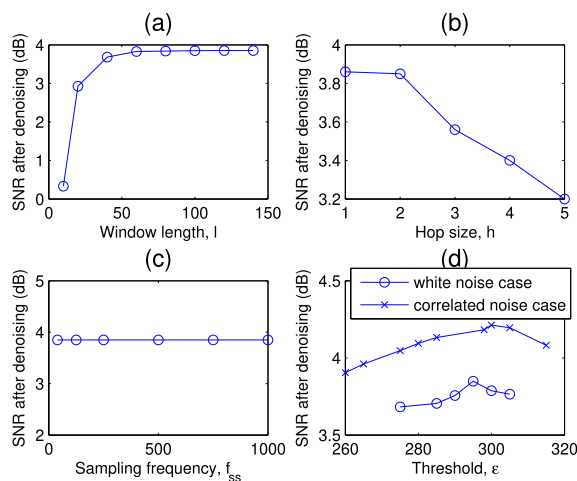 (a)
SNR after denoising (dB)
4
3
2
1
0
0 50 100 150
Window length, l
(b)
SNR after denoising (dB)
4
3.8
3.6
3.4
3.2
1 2 3 4 5
Hop size, h
(c)
SNR after denoising (dB)
5
4
3
2
0 500 1000
Sampling frequency, f_ss
(d)
SNR after denoising (dB)
4.5
4
3.5
260 280 300 320
Threshold, ε
white noise case
correlated noise case